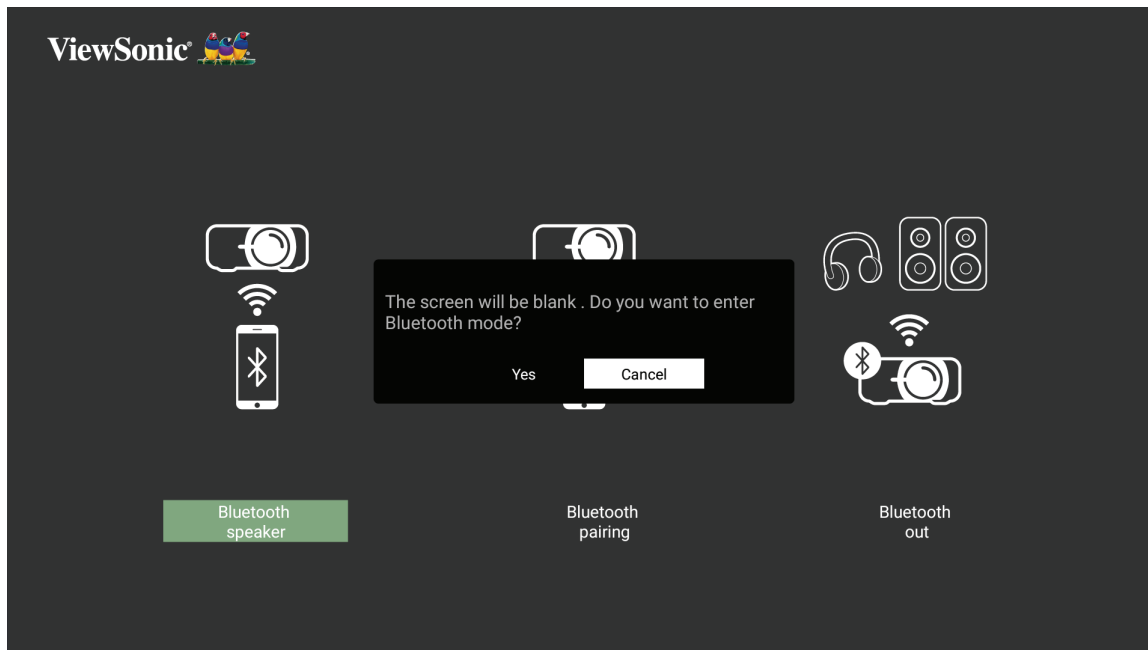 ViewSonic®
The screen will be blank . Do you want to enter
Bluetooth mode?
Yes
Cancel
Bluetooth
speaker
Bluetooth
pairing
Bluetooth
out